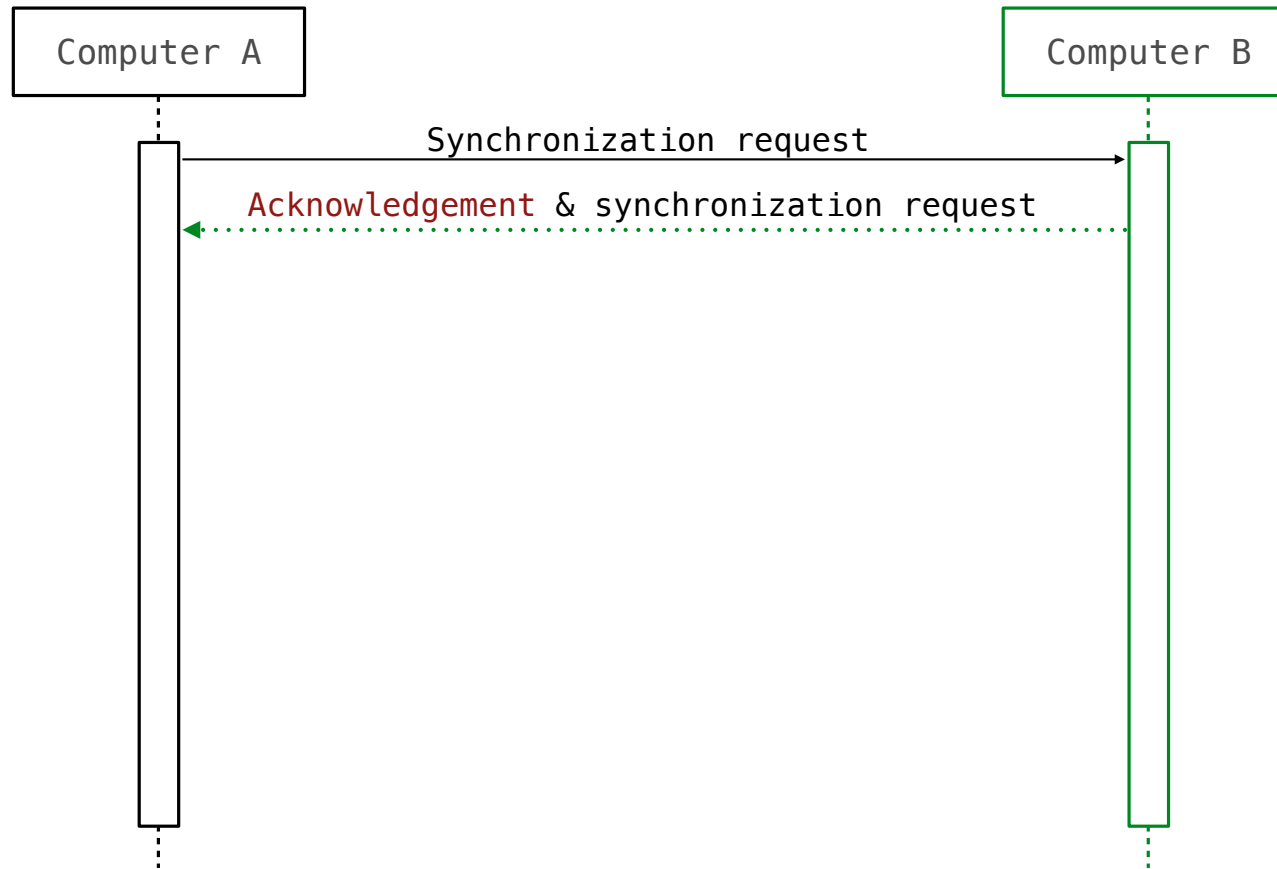 Computer A
Computer B
Synchronization request
Acknowledgement & synchronization request